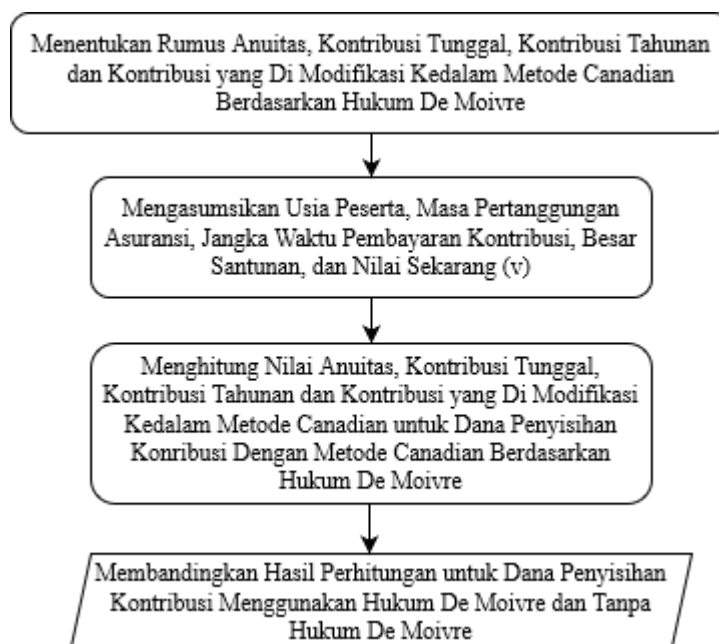 Menentukan Rumus Anuitas, Kontribusi Tunggal, Kontribusi Tahunan
dan Kontribusi yang Di Modifikasi Kedalam Metode Canadian
Berdasarkan Hukum De Moivre
Mengasumsikan Usia Peserta, Masa Pertanggungan
Asuransi, Jangka Waktu Pembayaran Kontribusi, Besar
Santunan, dan Nilai Sekarang (v)
Menghitung Nilai Anuitas, Kontribusi Tunggal,
Kontribusi Tahunan dan Kontribusi yang Di Modifikasi
Kedalam Metode Canadian untuk Dana Penyisihan
Konribusi Dengan Metode Canadian Berdasarkan
Hukum De Moivre
Membandingkan Hasil Perhitungan untuk Dana Penyisihan
Kontribusi Menggunakan Hukum De Moivre dan Tanpa
Hukum De Moivre